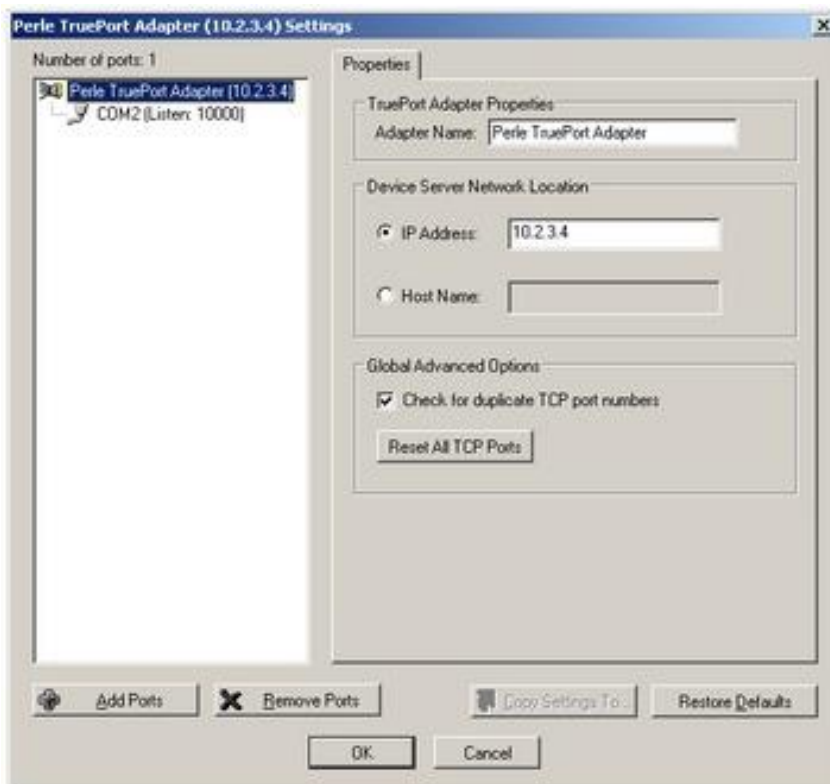 Perle TruePort Adapter (10.2.3.4) Settings
Number of ports: 1
Perle TruePort Adapter (10.2.3.4)
COM2 (Listen: 10000)
Properties
TruePort Adapter Properties
Adapter Name: Perle TruePort Adapter
Device Server Network Location
IP Address: 10.2.3.4
Host Name:
Global Advanced Options
Check for duplicate TCP port numbers
Reset All TCP Ports
Add Ports Remove Ports Copy Settings To... Restore Defaults
OK Cancel